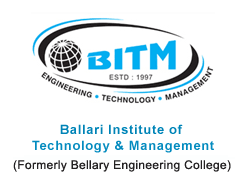 BITM
ESTD : 1997
ENGINEERING • TECHNOLOGY • MANAGEMENT
Ballari Institute of
Technology & Management
(Formerly Bellary Engineering College)